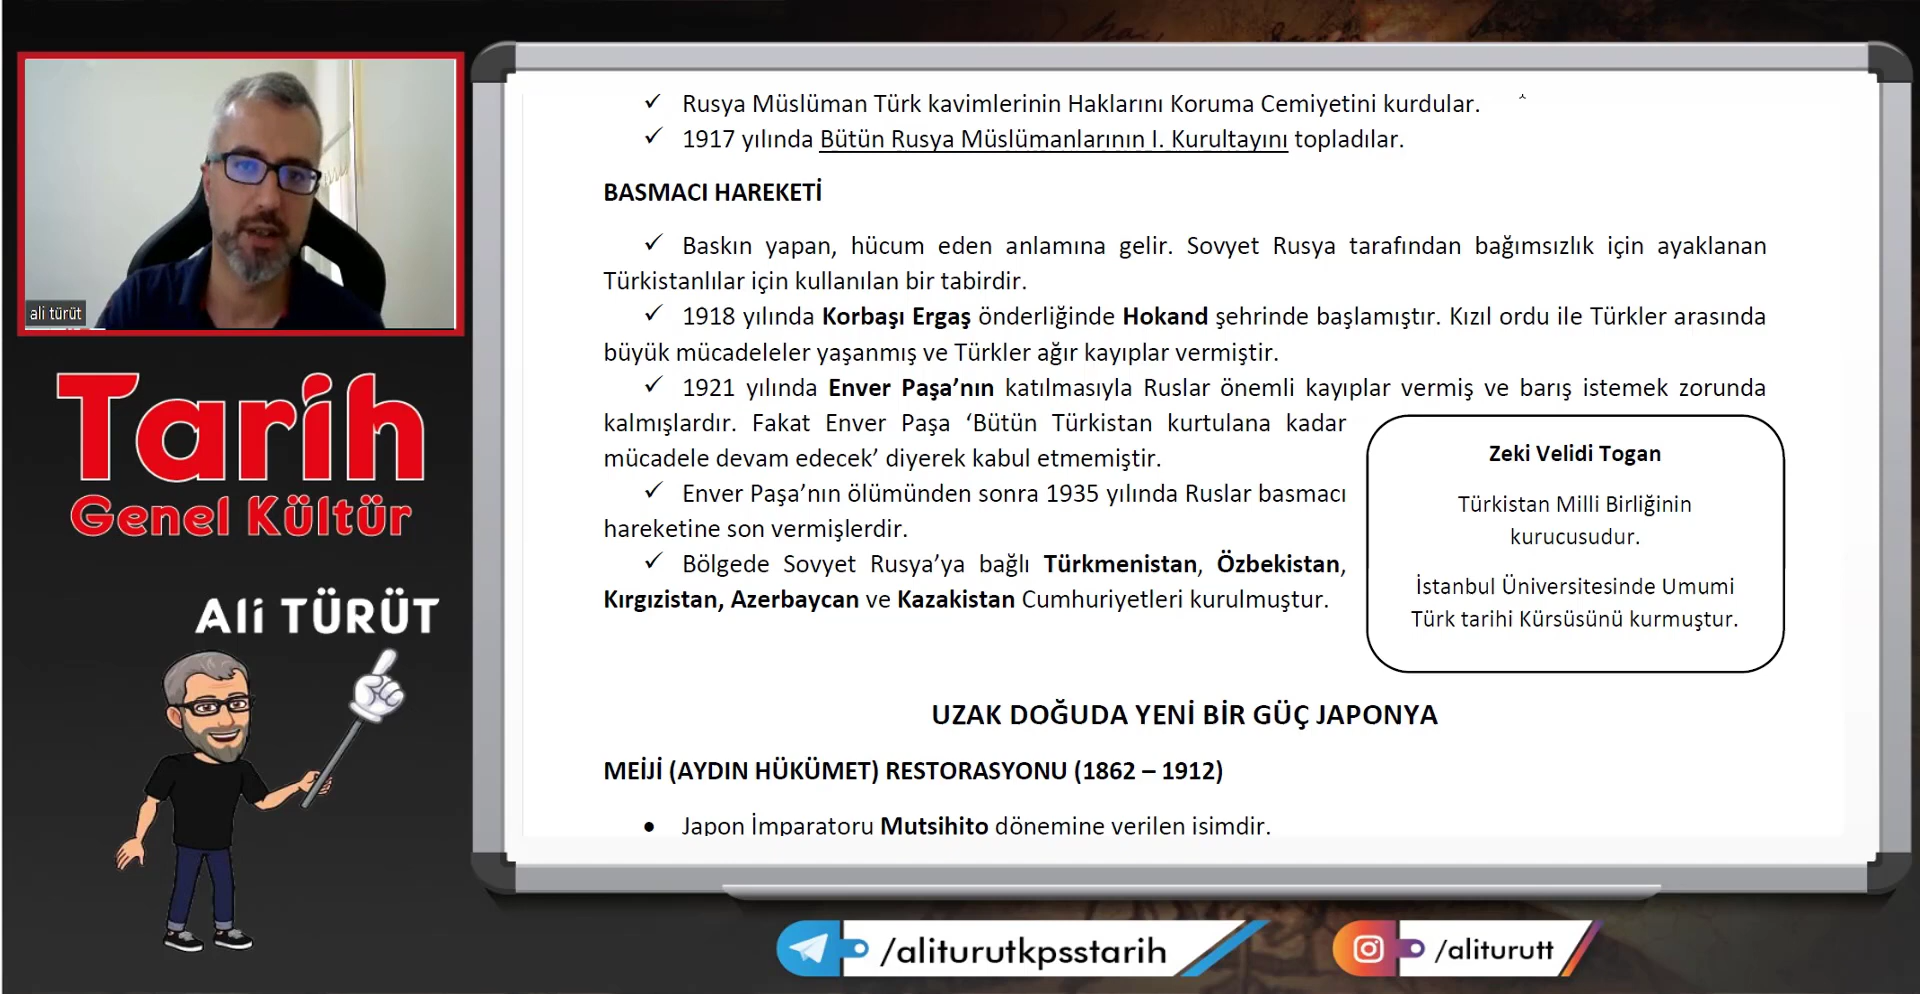 Rusya Müslüman Türk kavimlerinin Haklarını Koruma Cemiyetini kurdular.
1917 yılında Bütün Rusya Müslümanlarının I. Kurultayını topladılar.
BASMACI HAREKETİ
Baskın yapan, hücum eden anlamına gelir. Sovyet Rusya tarafından bağımsızlık için ayaklanan
Türkistanlılar için kullanılan bir tabirdir.
1918 yılında Korbaşı Ergaş önderliğinde Hokand şehrinde başlamıştır. Kızıl ordu ile Türkler arasında
büyük mücadeleler yaşanmış ve Türkler ağır kayıplar vermiştir.
1921 yılında Enver Paşa’nın katılmasıyla Ruslar önemli kayıplar vermiş ve barış istemek zorunda
kalmışlardır. Fakat Enver Paşa ‘Bütün Türkistan kurtulana kadar
mücadele devam edecek’ diyerek kabul etmemiştir.
Enver Paşa’nın ölümünden sonra 1935 yılında Ruslar basmacı
hareketine son vermişlerdir.
Bölgede Sovyet Rusya’ya bağlı Türkmenistan, Özbekistan,
Kırgızistan, Azerbaycan ve Kazakistan Cumhuriyetleri kurulmuştur.
Zeki Velidi Togan
Türkistan Milli Birliğinin
kurucusudur.
İstanbul Üniversitesinde Umumi
Türk tarihi Kürsüsünü kurmuştur.
UZAK DOĞUDA YENİ BİR GÜÇ JAPONYA
MEİJİ (AYDIN HÜKÜMET) RESTORASYONU (1862 – 1912)
Japon İmparatoru Mutsihito dönemine verilen isimdir.
ali türüt
Tarih
Genel Kültür
Ali TÜRÜT
/aliturutkpsstarih
/aliturutt